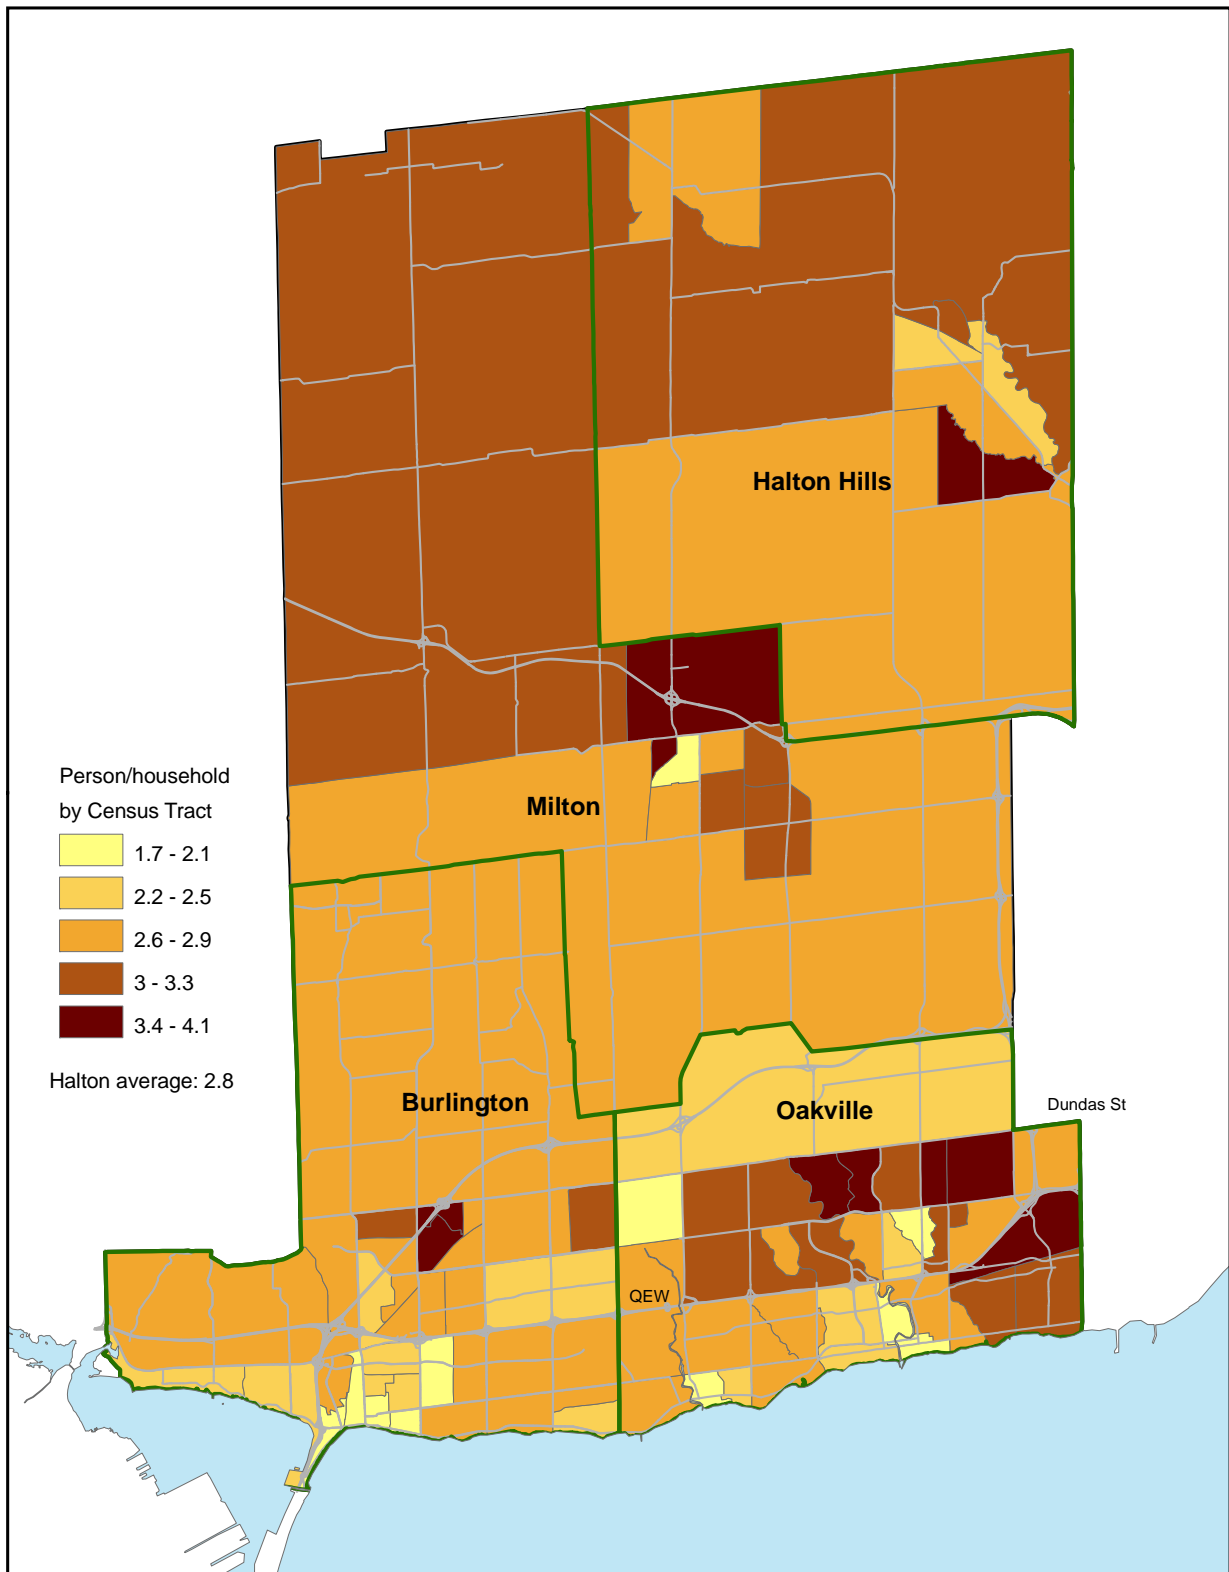 Halton Hills
Person/household
by Census Tract
1.7 - 2.1
2.2 - 2.5
2.6 - 2.9
3 - 3.3
3.4 - 4.1
Halton average: 2.8
Milton
Burlington
Oakville
Dundas St
QEW